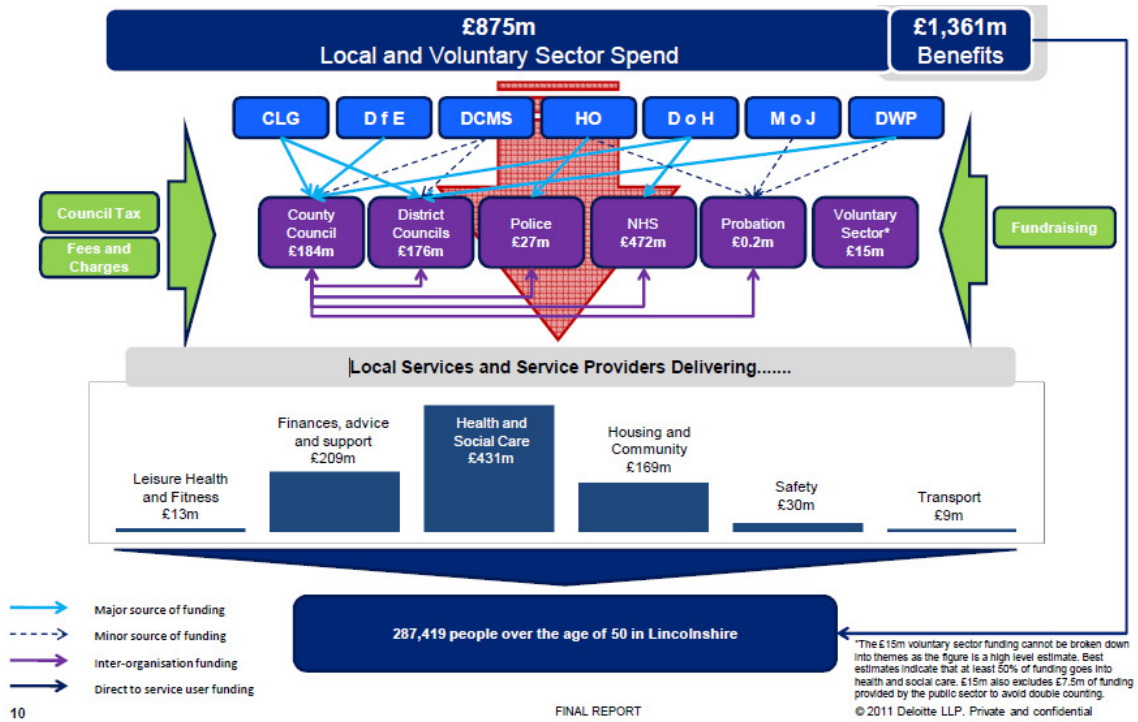 £875m
Local and Voluntary Sector Spend
£1,361m
Benefits
CLG
D f E
DCMS
HO
D o H
M o J
DWP
Council Tax
Fees and
Charges
County
Council
£184m
District
Councils
£176m
Police
£27m
NHS
£472m
Probation
£0.2m
Voluntary
Sector*
£15m
Fundraising
Local Services and Service Providers Delivering.......
Leisure Health
and Fitness
£13m
Finances, advice
and support
£209m
Health and
Social Care
£431m
Housing and
Community
£169m
Safety
£30m
Transport
£9m
Major source of funding
Minor source of funding
Inter-organisation funding
Direct to service user funding
287,419 people over the age of 50 in Lincolnshire
*The £15m voluntary sector funding cannot be broken down
into themes as the figure is a high level estimate. Best
estimates indicate that at least 50% of funding goes into
health and social care. £15m also excludes £7.5m of funding
provided by the public sector to avoid double counting.
10
FINAL REPORT
© 2011 Deloitte LLP. Private and confidential